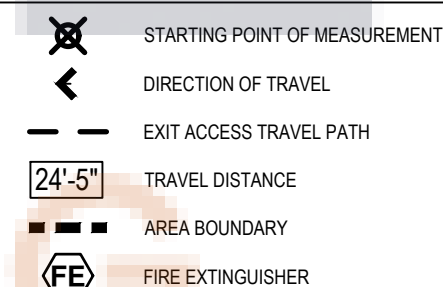 STARTING POINT OF MEASUREMENT
DIRECTION OF TRAVEL
EXIT ACCESS TRAVEL PATH
24'-5" TRAVEL DISTANCE
AREA BOUNDARY
FE FIRE EXTINGUISHER